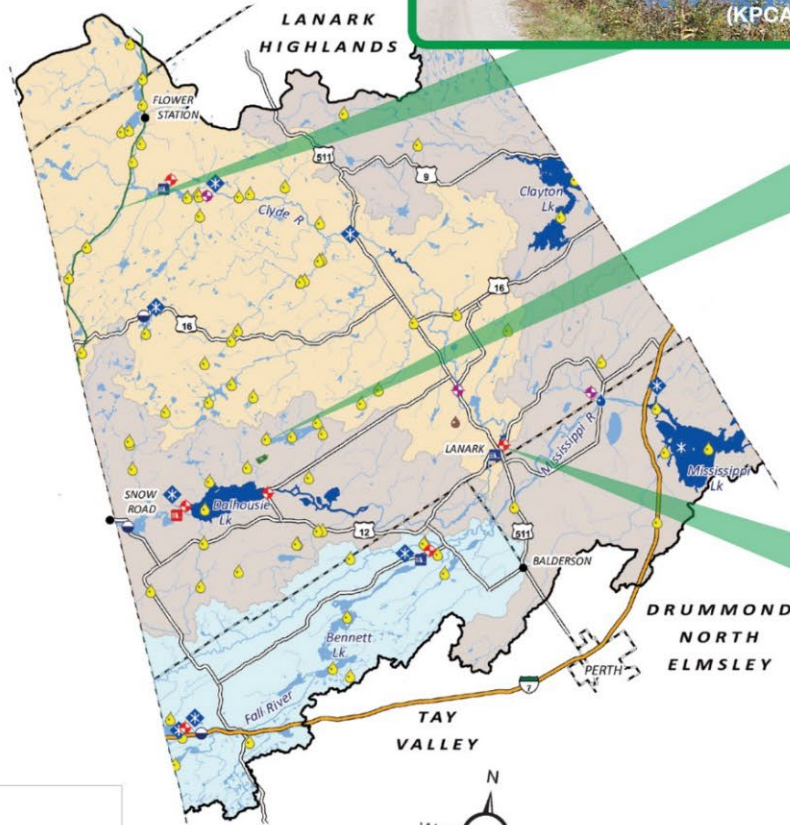 (KPCA
LANARK
HIGHLANDS
FLOWER
STATION
511
9
Clayton
Lk
Clyde R
16
16
LANARK
Mississippi R
Mississippi
Lk
SNOW
ROAD
Dalhousie
Lk
12
511
BALDERSON
DRUMMOND
NORTH
ELMSLEY
Bennett
Lk
PERTH
Fall River
7
TAY
VALLEY
N